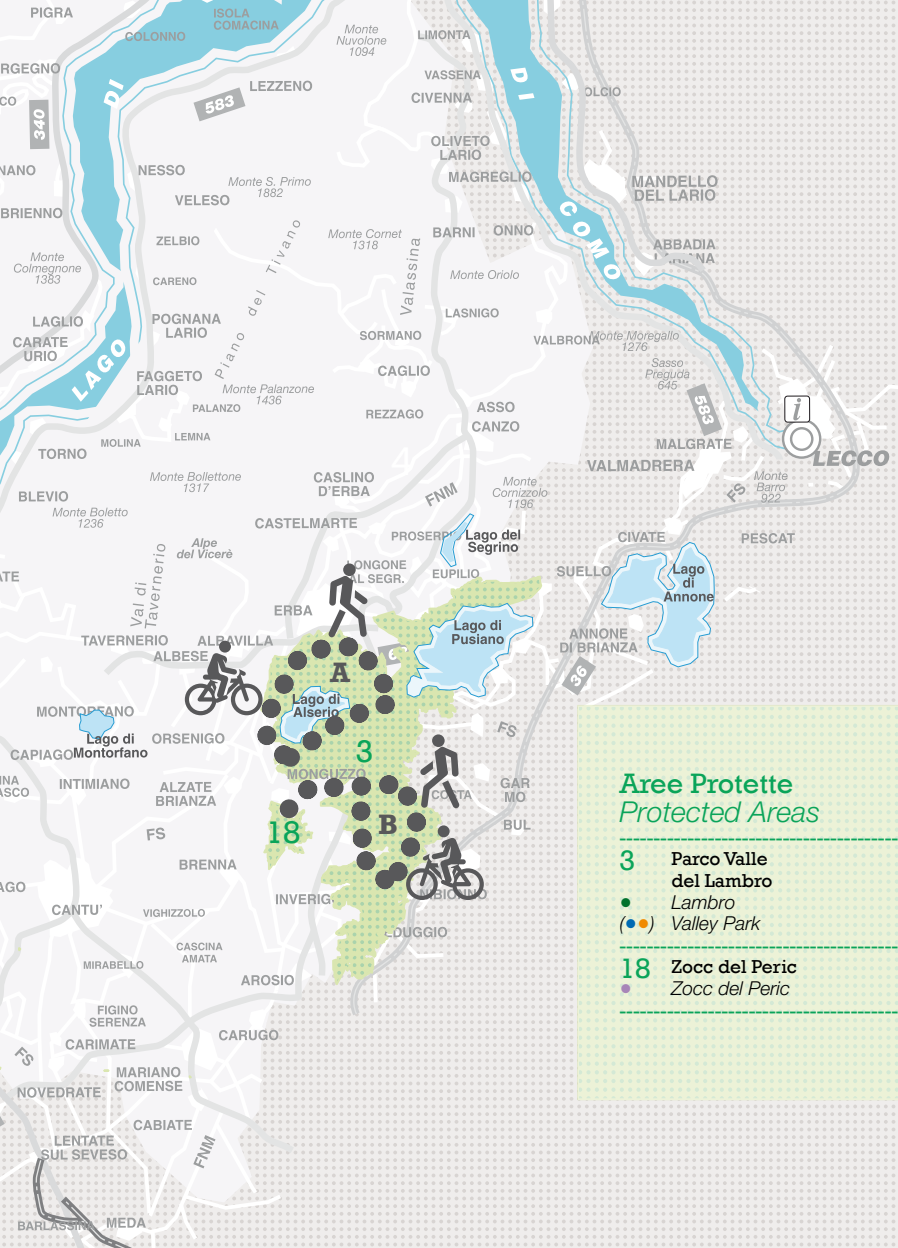 PIGRA
ISOLA
COMACINA
COLONNO
Monte
Nuvolone
1094
LIMONTA
RGEGNO
VASSENA
CIVENNA
LEZZENO
583
340
DI
DI
OLCIO
OLIVETO
LARIO
MAGREGLIO
NANO
NESSO
Monte S. Primo
1882
VELESO
BRIENNO
MANDELLO
DEL LARIO
COMO
ZELBIO
Monte Cornet
1318
BARNI
ONNO
ABBADIA
LARIANA
Monte
Colmegnone
1383
CARENO
Piano del Tivano
Valassina
Monte Oriolo
LAGLIO
POGNANA
LARIO
LASNIGO
CARATE
URIO
SORMANO
VALBRONA
Monte Moregallo
1276
LAGO
FAGGETO
LARIO
CAGLIO
Sasso
Preguda
645
Monte Palanzone
1436
PALANZO
REZZAGO
ASSO
CANZO
583
i
MOLINA
LEMNA
TORNO
MALGRATE
LECCO
VALMADRERA
Monte Bollettone
1317
CASLINO
D'ERBA
FNM
Monte
Cornizzolo
1196
FS
Monte
Barro
922
BLEVIO
Monte Boletto
1236
CASTELMARTE
PROSERPIO
Lago del
Segrino
CIVATE
PESCAT
Alpe
del Vicerè
Val di
Tavernerio
LONGONE
AL SEGR.
EUPILIO
SUELLO
Lago
di
Annone
ATE
ERBA
Lago di
Pusiano
TAVERNERIO
ALBAVILLA
ALBESE
ANNONE
DI BRIANZA
36
A
Lago di
Alserio
MONTORFANO
Lago di
Montorfano
ORSENIGO
CAPIAGO
3
FS
INTIMIANO
MONGUZZO
ALZATE
BRIANZA
COSTA
GAR
MO
BUL
Aree Protette
Protected Areas
18
B
FS
BRENNA
3
Parco Valle
del Lambro
Lambro
( )
Valley Park
AGO
INVERIG
NIBIONNO
CANTU'
VIGHIZZOLO
CASCINA
AMATA
MIRABELLO
18
Zocc del Peric
Zocc del Peric
AROSIO
FIGINO
SERENZA
CARUGO
CARIMATE
FS
MARIANO
COMENSE
NOVEDRATE
CABIATE
LENTATE
SUL SEVESO
FNM
BARLASSINA
MEDA